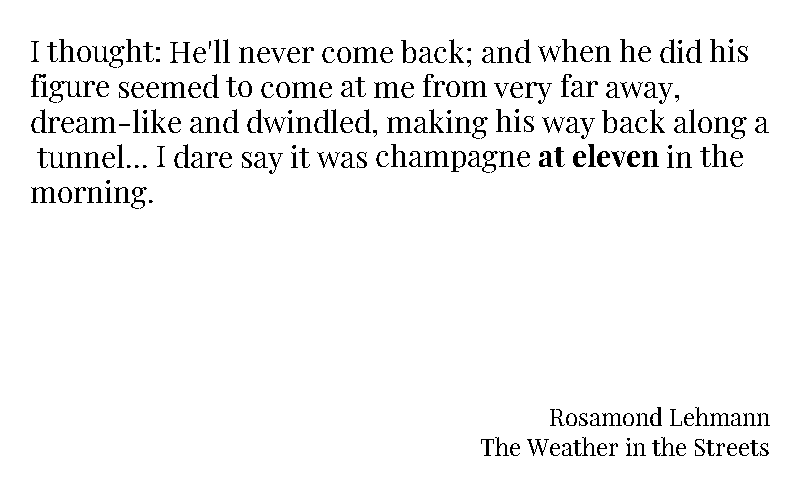 I thought: He'll never come back; and when he did his
figure seemed to come at me from very far away,
dream-like and dwindled, making his way back along a
tunnel... I dare say it was champagne at eleven in the
morning.
Rosamond Lehmann
The Weather in the Streets